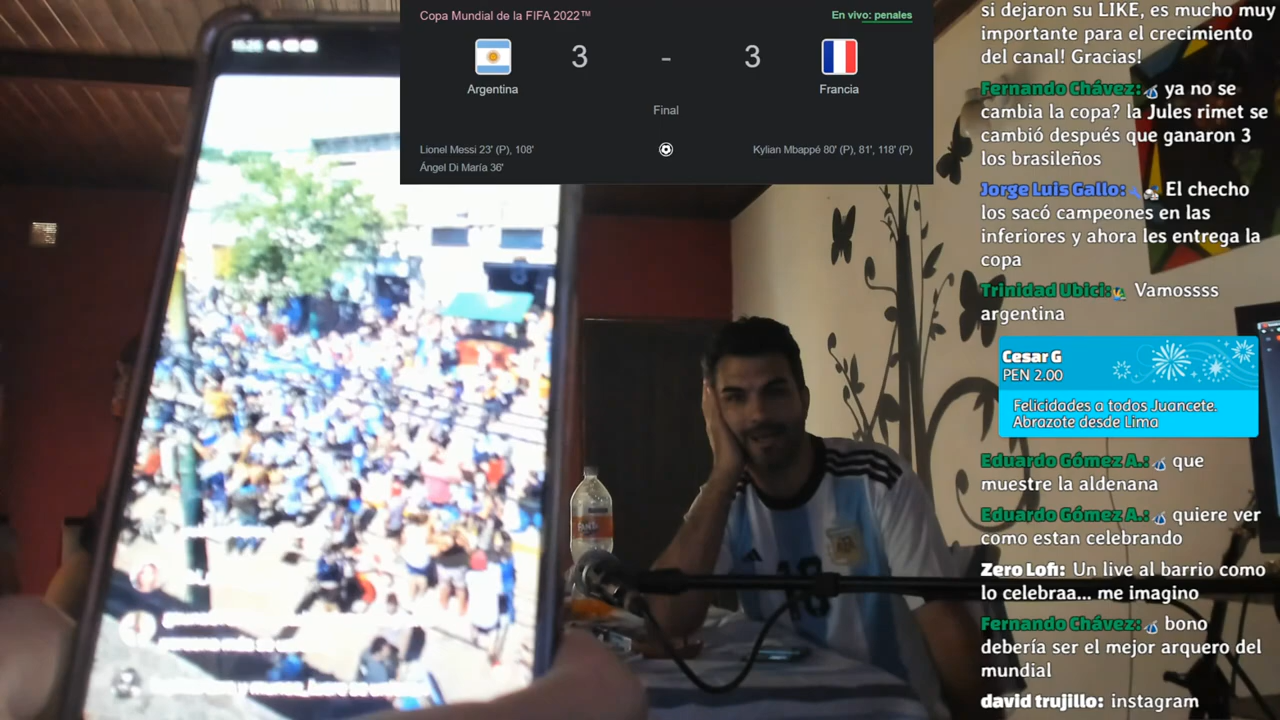 Copa Mundial de la FIFA 2022™
En vivo: penales
3 - 3
Argentina
Francia
Final
Lionel Messi 23' (P), 108'
Ángel Di María 36'
Kylian Mbappé 80' (P), 81', 118' (P)
si dejaron su LIKE, es mucho muy
importante para el crecimiento
del canal! Gracias!
Fernando Chávez: ya no se
cambia la copa? la Jules rimet se
cambió después que ganaron 3
los brasileños
Jorge Luis Gallo: El checho
los sacó campeones en las
inferiores y ahora les entrega la
copa
Trinidad Ubici: Vamossss
argentina
Cesar G
PEN 2.00
Felicidades a todos Juancete.
Abrazote desde Lima
Eduardo Gómez A.: que
muestre la aldenana
Eduardo Gómez A.: quiere ver
como estan celebrando
Zero Lofi: Un live al barrio como
lo celebraa... me imagino
Fernando Chávez: bono
debería ser el mejor arquero del
mundial
david trujillo: instagram
FANTA
18